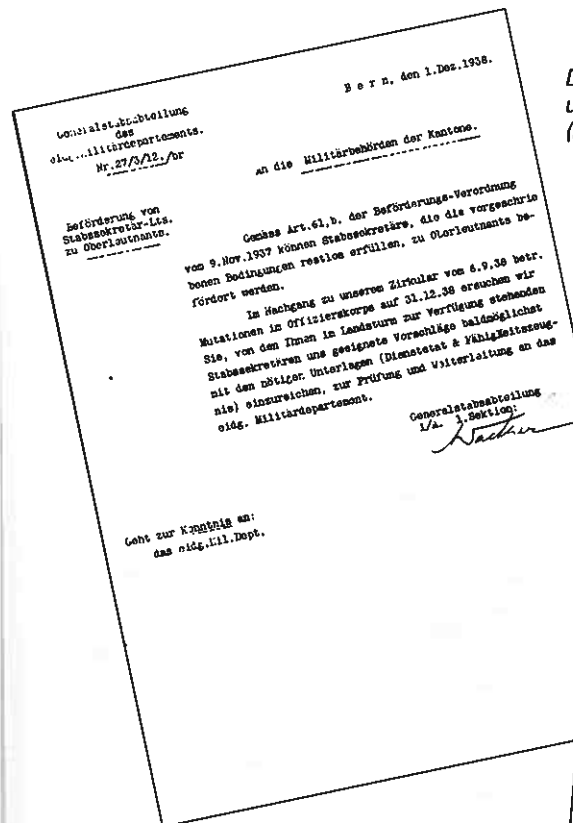 Bern, den 1.Dez.1938.
Generalstabsabteilung
des
eidg.Militärdepartements.
Nr.27/3/12./br
An die Militärbehörden der Kantone.
Beförderung von
Stabssekretär-Lts.
zu Oberleutnants.
Gemäss Art.61,b. der Beförderungs-Verordnung
vom 9.Nov.1937 können Stabssekretäre, die die vorgeschrie
benen Bedingungen restlos erfüllen, zu Oberleutnants be-
fördert werden.
Im Nachgang zu unserem Zirkular vom 6.9.38 betr.
Mutationen im Offizierskorps auf 31.12.38 ersuchen wir
Sie, von den Ihnen im Landsturm zur Verfügung stehenden
Stabssekretären uns geeignete Vorschläge baldmöglichst
mit den nötigen Unterlagen (Dienstetat & Fähigkeitszeug-
nis) einzureichen, zur Prüfung und Weiterleitung an das
eidg. Militärdepartement.
Generalstabsabteilung
i/a. 1.Sektion:
Geht zur Kenntnis an:
das eidg.Mil.Dept.